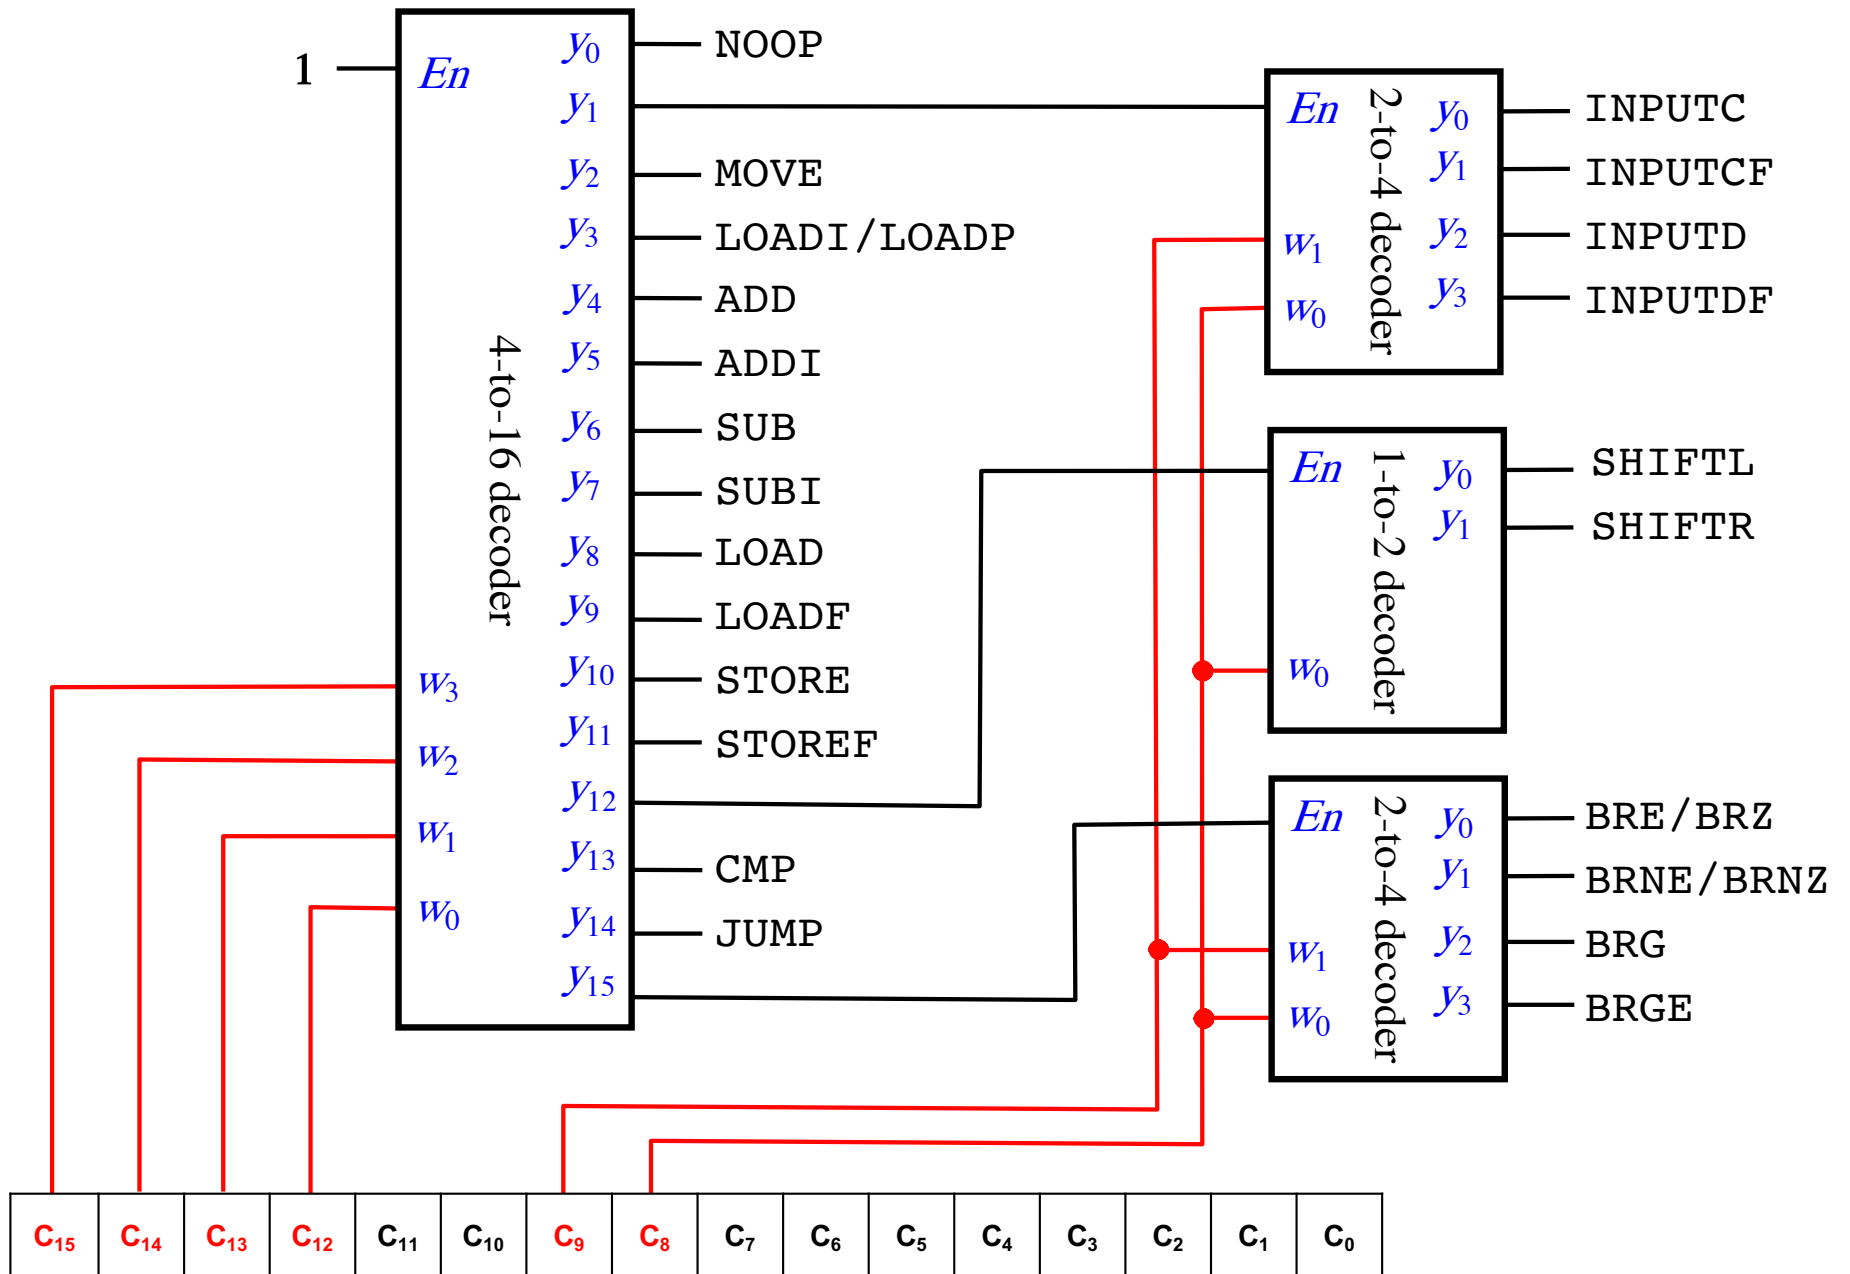 1
En
y0
y1
y2
y3
y4
y5
y6
y7
y8
y9
y10
y11
y12
y13
y14
y15
w3
w2
w1
w0
4-to-16 decoder
NOOP
MOVE
LOADI/LOADP
ADD
ADDI
SUB
SUBI
LOAD
LOADF
STORE
STOREF
CMP
JUMP
En
w1
w0
2-to-4 decoder
y0
y1
y2
y3
INPUTC
INPUTCF
INPUTD
INPUTDF
En
w0
1-to-2 decoder
y0
y1
SHIFTL
SHIFTR
En
w1
w0
2-to-4 decoder
y0
y1
y2
y3
BRE/BRZ
BRNE/BRNZ
BRG
BRGE
C15 C14 C13 C12 C11 C10 C9 C8 C7 C6 C5 C4 C3 C2 C1 C0